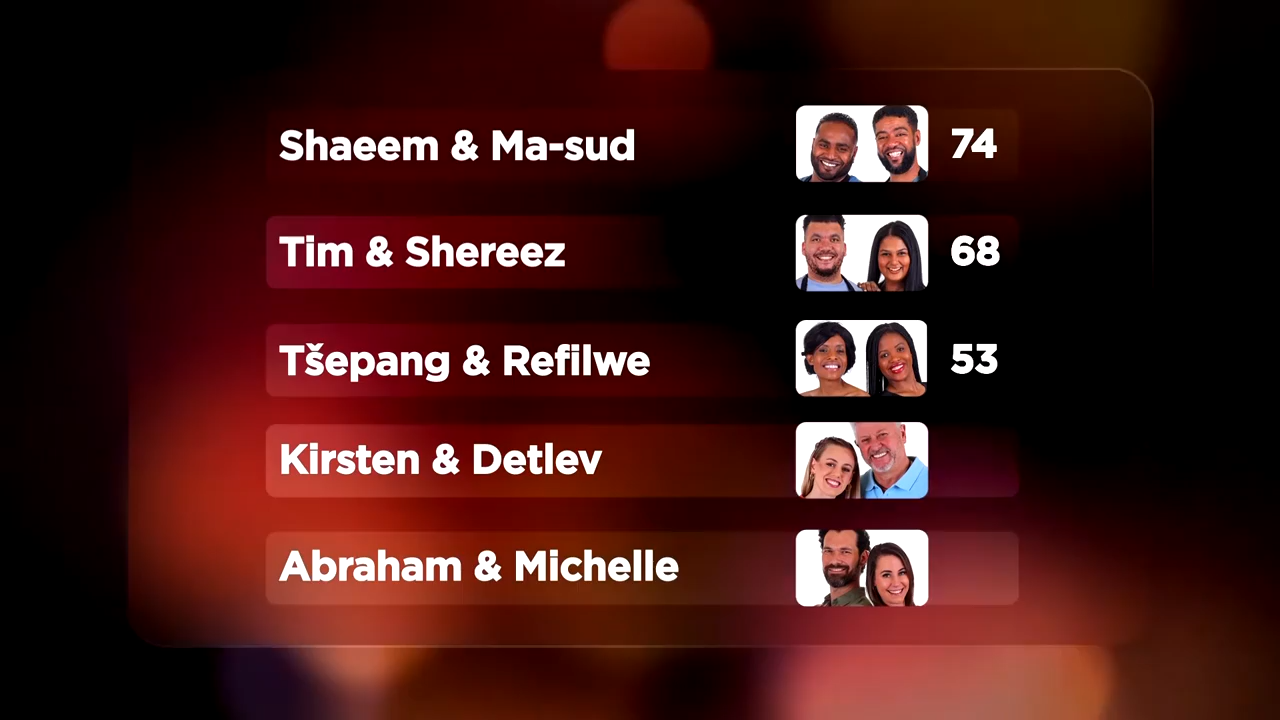 Shaeem & Ma-sud 74
Tim & Shereez 68
Tšepang & Refilwe 53
Kirsten & Detlev
Abraham & Michelle